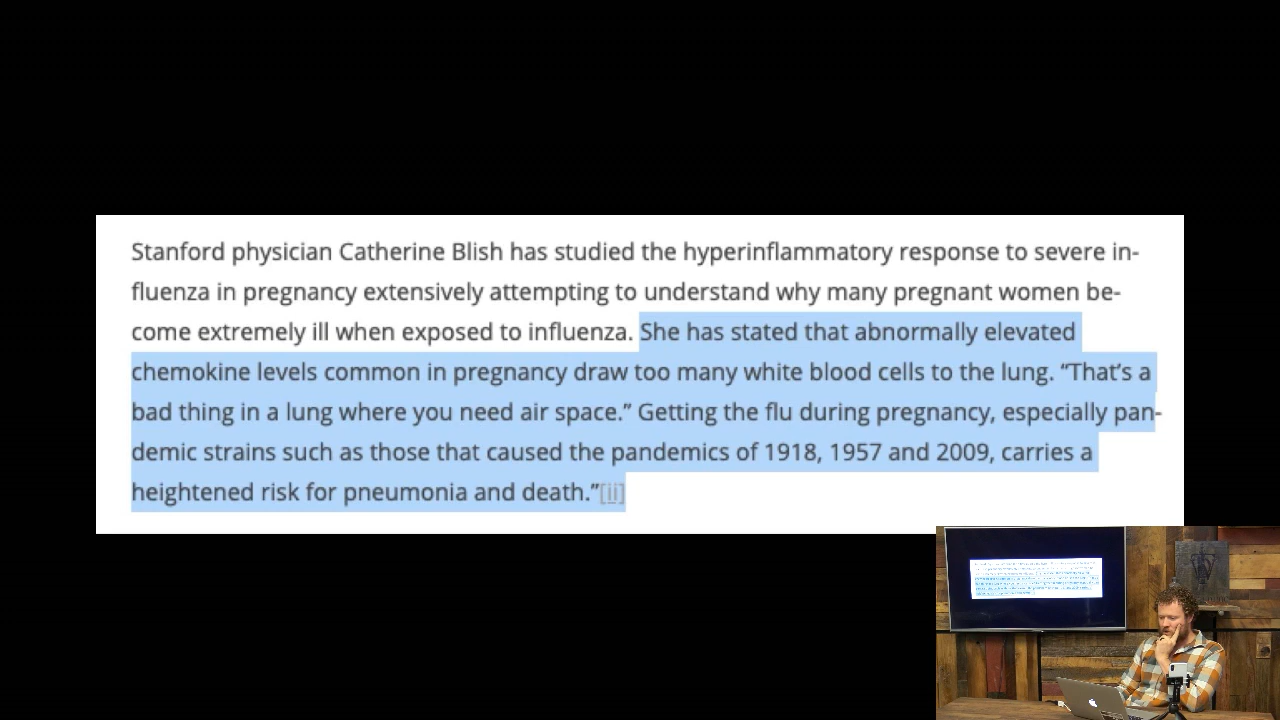 Stanford physician Catherine Blish has studied the hyperinflammatory response to severe in-
fluenza in pregnancy extensively attempting to understand why many pregnant women be-
come extremely ill when exposed to influenza. She has stated that abnormally elevated
chemokine levels common in pregnancy draw too many white blood cells to the lung. “That’s a
bad thing in a lung where you need air space.” Getting the flu during pregnancy, especially pan-
demic strains such as those that caused the pandemics of 1918, 1957 and 2009, carries a
heightened risk for pneumonia and death.”[ii]